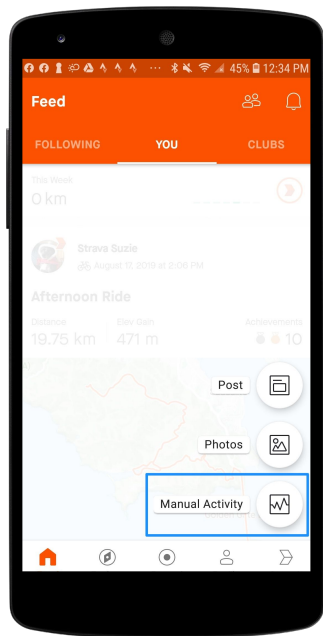 45% 12:34 PM
Feed
FOLLOWING YOU CLUBS
This Week
0 km
Strava Suzie
August 11, 2019 at 2:06 PM
Afternoon Ride
Distance Elev Gain Achievements
19.75 km 471 m 10
Post
Photos
Manual Activity